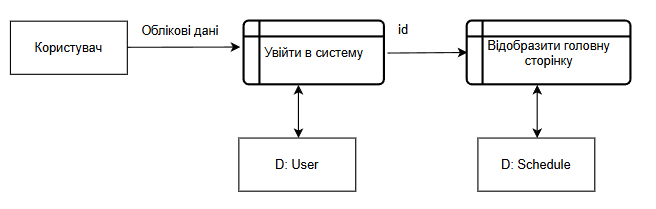 Користувач
Облікові дані
Увійти в систему
id
Відобразити головну
сторінку
D: User
D: Schedule